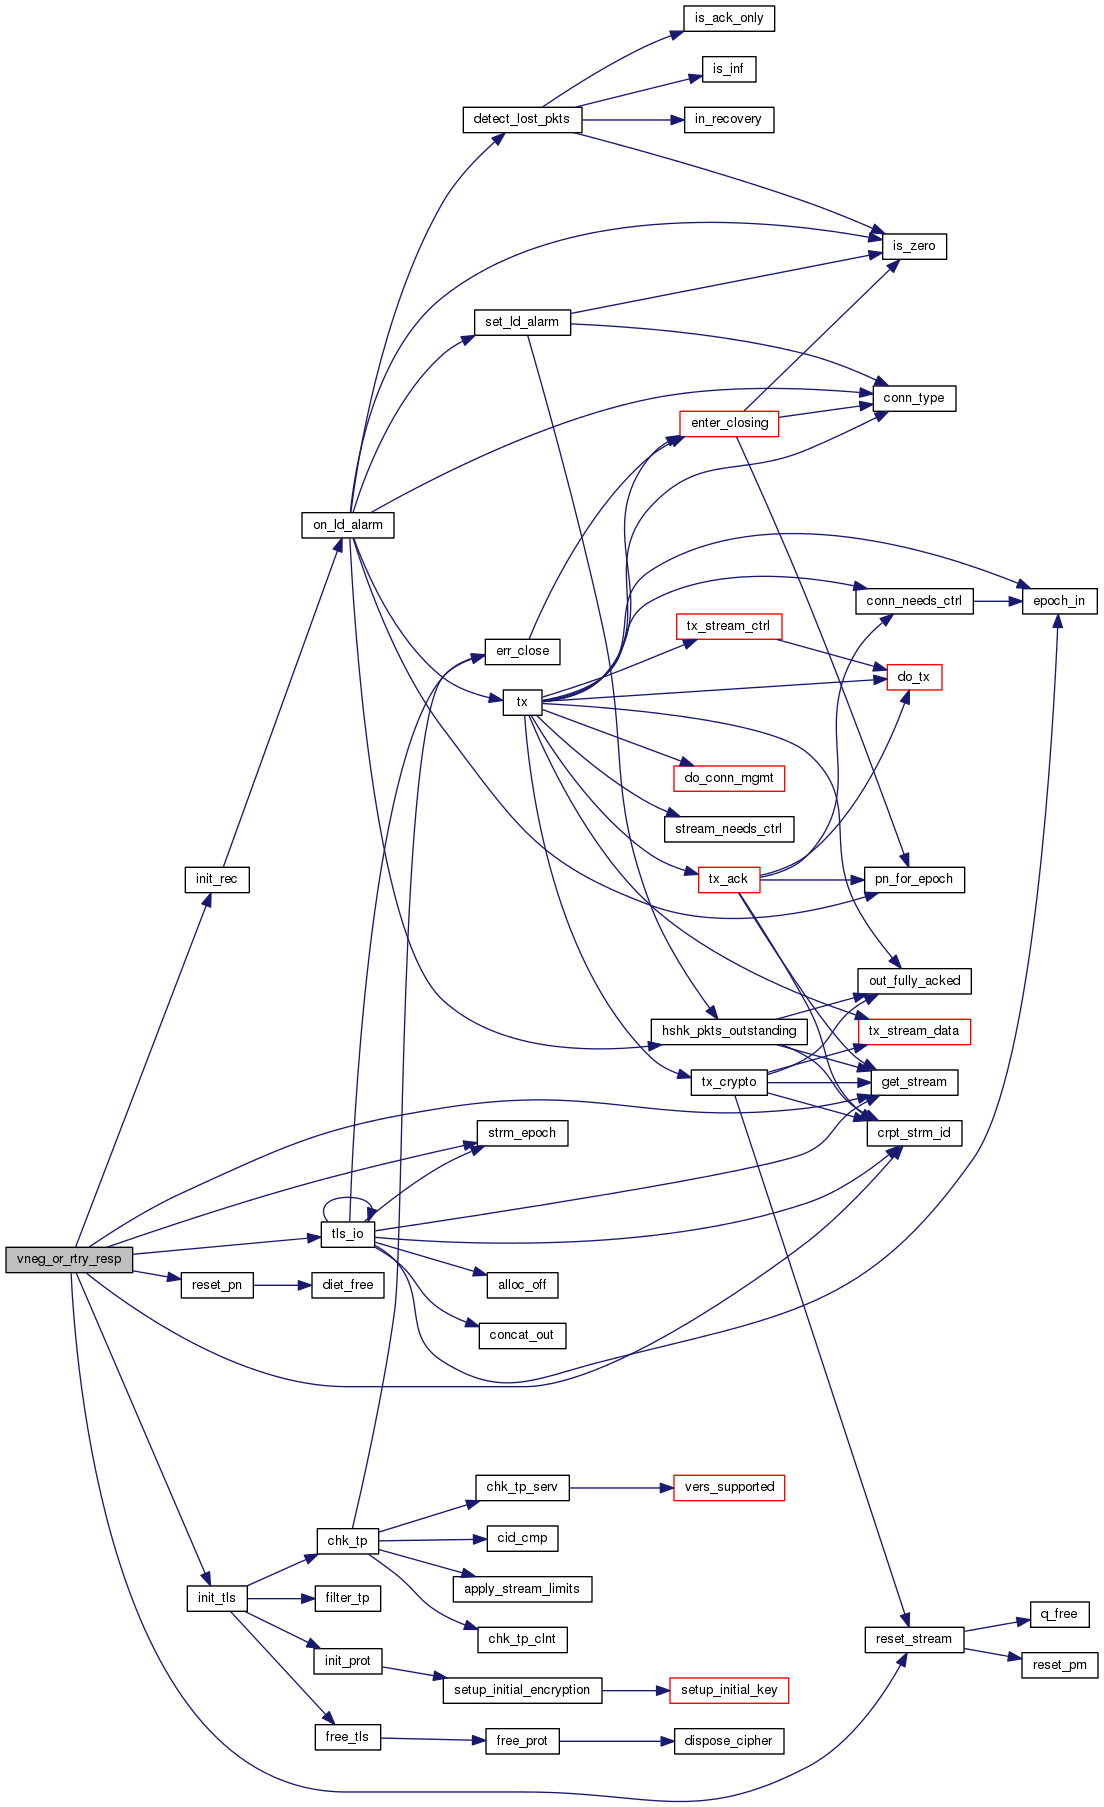 is_ack_only
is_inf
detect_lost_pkts
in_recovery
is_zero
set_ld_alarm
conn_type
enter_closing
on_ld_alarm
conn_needs_ctrl
epoch_in
tx_stream_ctrl
err_close
do_tx
tx
do_conn_mgmt
stream_needs_ctrl
init_rec
tx_ack
pn_for_epoch
out_fully_acked
hshk_pkts_outstanding
tx_stream_data
tx_crypto
get_stream
strm_epoch
crpt_strm_id
tls_io
vneg_or_rtry_resp
reset_pn
diet_free
alloc_off
concat_out
chk_tp_serv
vers_supported
chk_tp
cid_cmp
apply_stream_limits
init_tls
filter_tp
q_free
chk_tp_clnt
reset_stream
init_prot
reset_pm
setup_initial_encryption
setup_initial_key
free_tls
free_prot
dispose_cipher